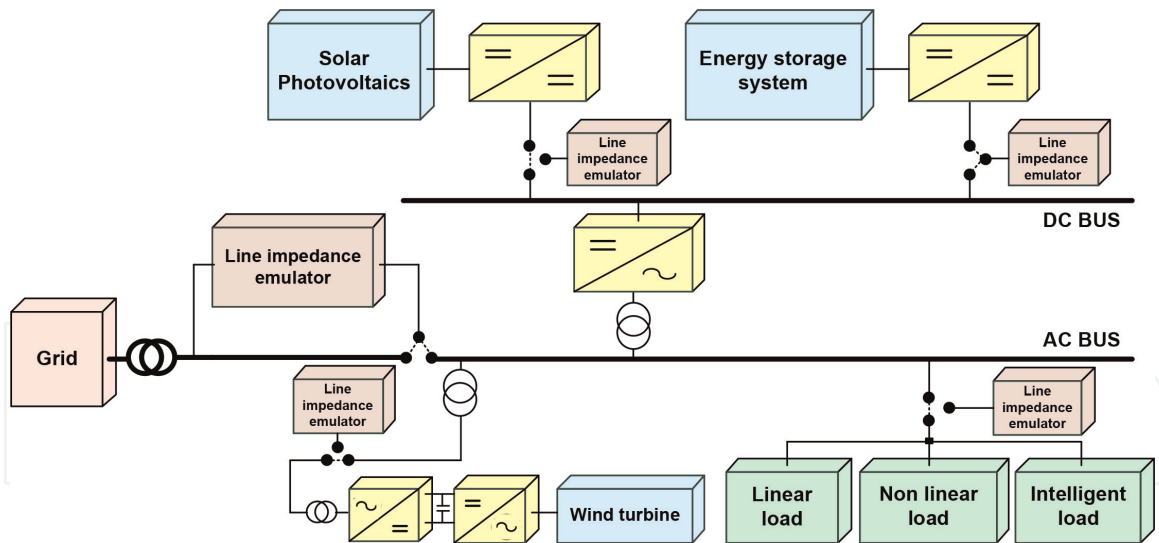 Solar
Photovoltaics
Energy storage
system
Line
impedance
emulator
Line
impedance
emulator
DC BUS
Line impedance
emulator
Grid
AC BUS
Line
impedance
emulator
Line
impedance
emulator
Wind turbine
Linear
load
Non linear
load
Intelligent
load